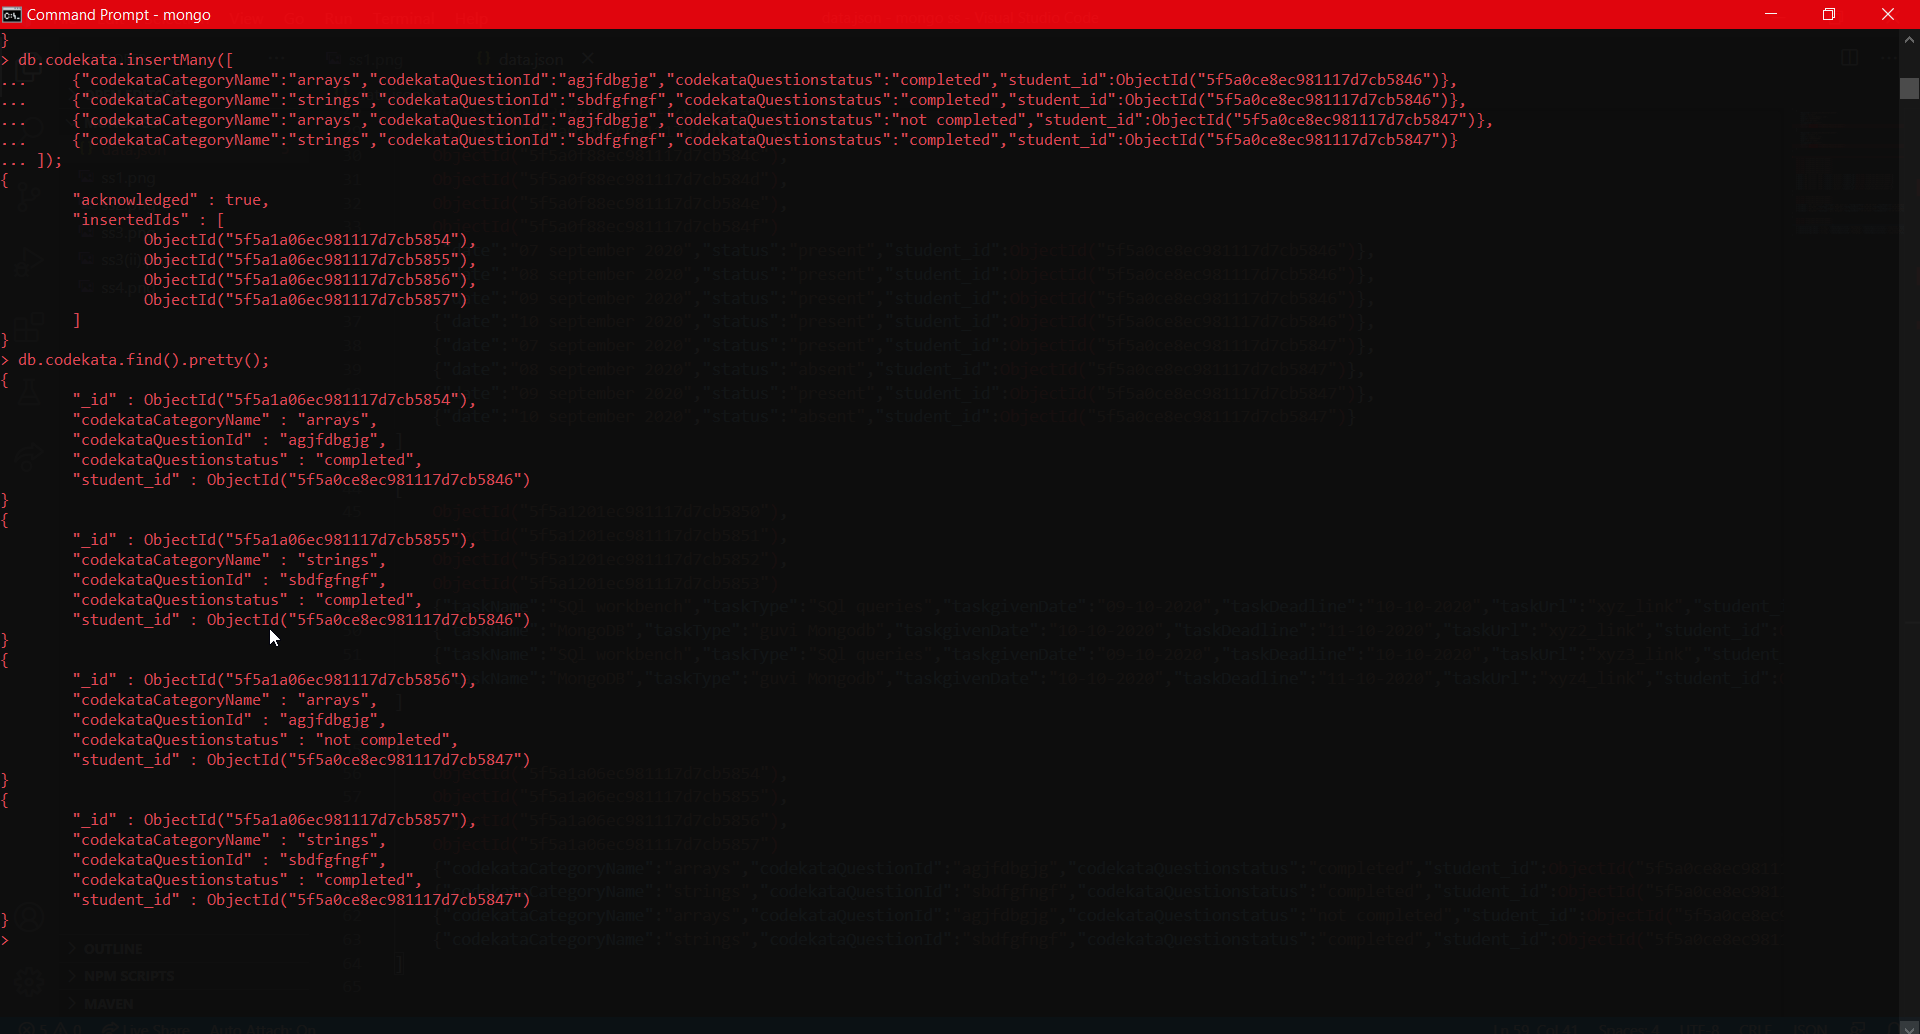 Command Prompt - mongo
}
> db.codekata.insertMany([
...     {"codekataCategoryName":"arrays","codekataQuestionId":"agjfdbgjg","codekataQuestionstatus":"completed","student_id":ObjectId("5f5a0ce8ec981117d7cb5846")},
...     {"codekataCategoryName":"strings","codekataQuestionId":"sbdfgfngf","codekataQuestionstatus":"completed","student_id":ObjectId("5f5a0ce8ec981117d7cb5846")},
...     {"codekataCategoryName":"arrays","codekataQuestionId":"agjfdbgjg","codekataQuestionstatus":"not completed","student_id":ObjectId("5f5a0ce8ec981117d7cb5847")},
...     {"codekataCategoryName":"strings","codekataQuestionId":"sbdfgfngf","codekataQuestionstatus":"completed","student_id":ObjectId("5f5a0ce8ec981117d7cb5847")}
... ]);
{
        "acknowledged" : true,
        "insertedIds" : [
                ObjectId("5f5a1a06ec981117d7cb5854"),
                ObjectId("5f5a1a06ec981117d7cb5855"),
                ObjectId("5f5a1a06ec981117d7cb5856"),
                ObjectId("5f5a1a06ec981117d7cb5857")
        ]
}
> db.codekata.find().pretty();
{
        "_id" : ObjectId("5f5a1a06ec981117d7cb5854"),
        "codekataCategoryName" : "arrays",
        "codekataQuestionId" : "agjfdbgjg",
        "codekataQuestionstatus" : "completed",
        "student_id" : ObjectId("5f5a0ce8ec981117d7cb5846")
}
{
        "_id" : ObjectId("5f5a1a06ec981117d7cb5855"),
        "codekataCategoryName" : "strings",
        "codekataQuestionId" : "sbdfgfngf",
        "codekataQuestionstatus" : "completed",
        "student_id" : ObjectId("5f5a0ce8ec981117d7cb5846")
}
{
        "_id" : ObjectId("5f5a1a06ec981117d7cb5856"),
        "codekataCategoryName" : "arrays",
        "codekataQuestionId" : "agjfdbgjg",
        "codekataQuestionstatus" : "not completed",
        "student_id" : ObjectId("5f5a0ce8ec981117d7cb5847")
}
{
        "_id" : ObjectId("5f5a1a06ec981117d7cb5857"),
        "codekataCategoryName" : "strings",
        "codekataQuestionId" : "sbdfgfngf",
        "codekataQuestionstatus" : "completed",
        "student_id" : ObjectId("5f5a0ce8ec981117d7cb5847")
}
>
OUTLINE
NPM SCRIPTS
MAVEN